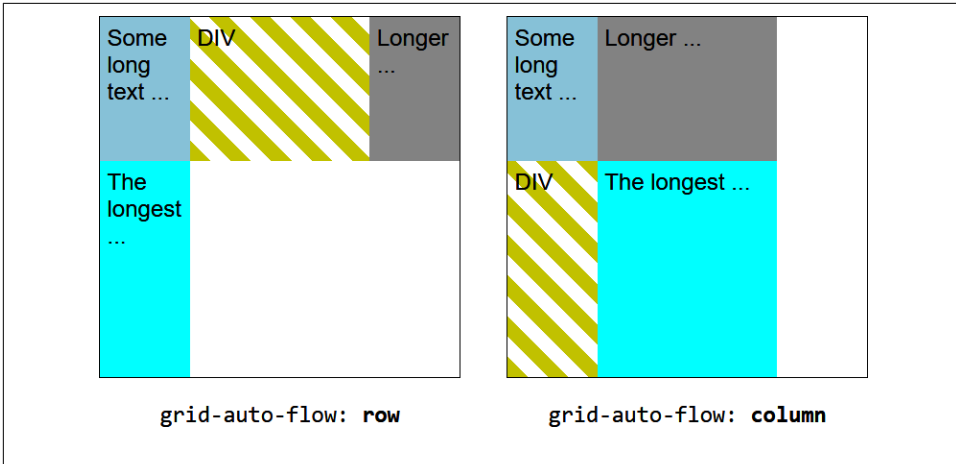 Some
long
text ...
DIV
Longer
...
The
longest
...
grid-auto-flow: row
Some
long
text ...
Longer ...
DIV
The longest ...
grid-auto-flow: column